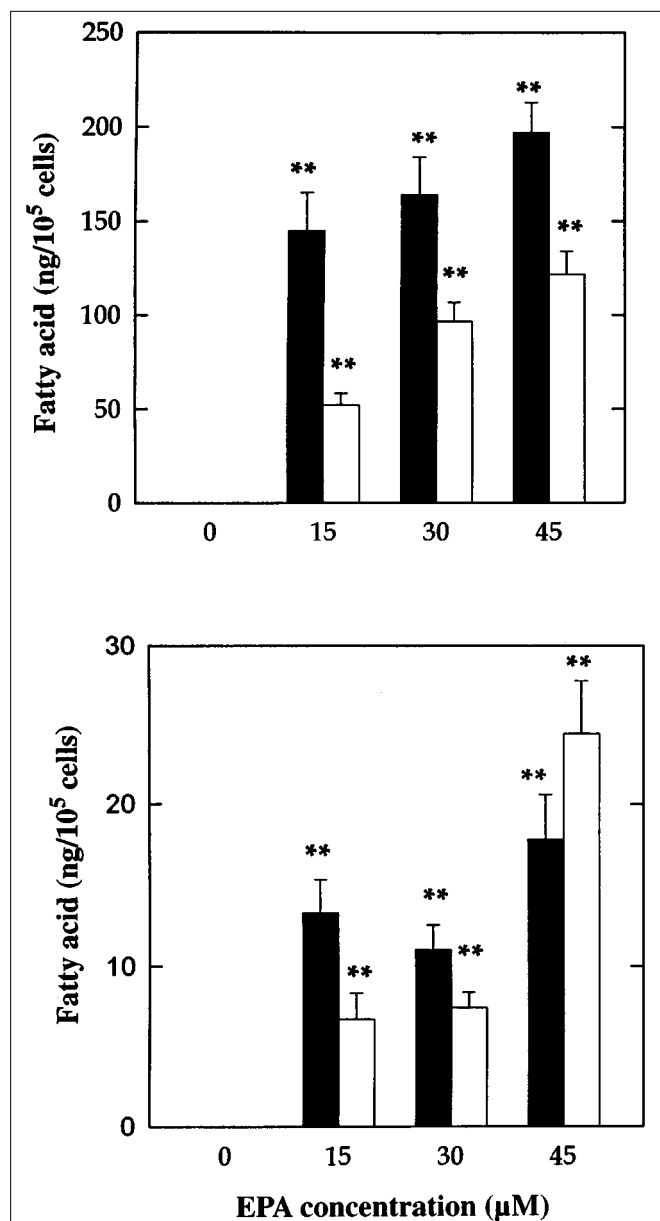 250
200
150
100
50
0
Fatty acid (ng/10⁵ cells)
** ** ** ** ** **
0 15 30 45
30
20
10
0
Fatty acid (ng/10⁵ cells)
** ** ** ** ** **
0 15 30 45
EPA concentration (µM)